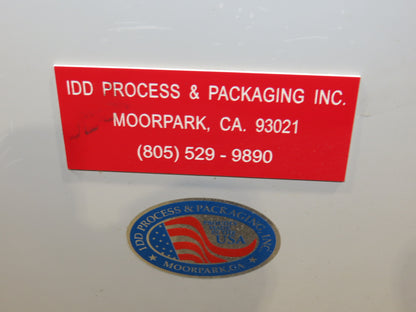 IDD PROCESS & PACKAGING INC.
MOORPARK, CA. 93021
(805) 529 - 9890
IDD PROCESS & PACKAGING, INC.
USA
MOORPARK, CA